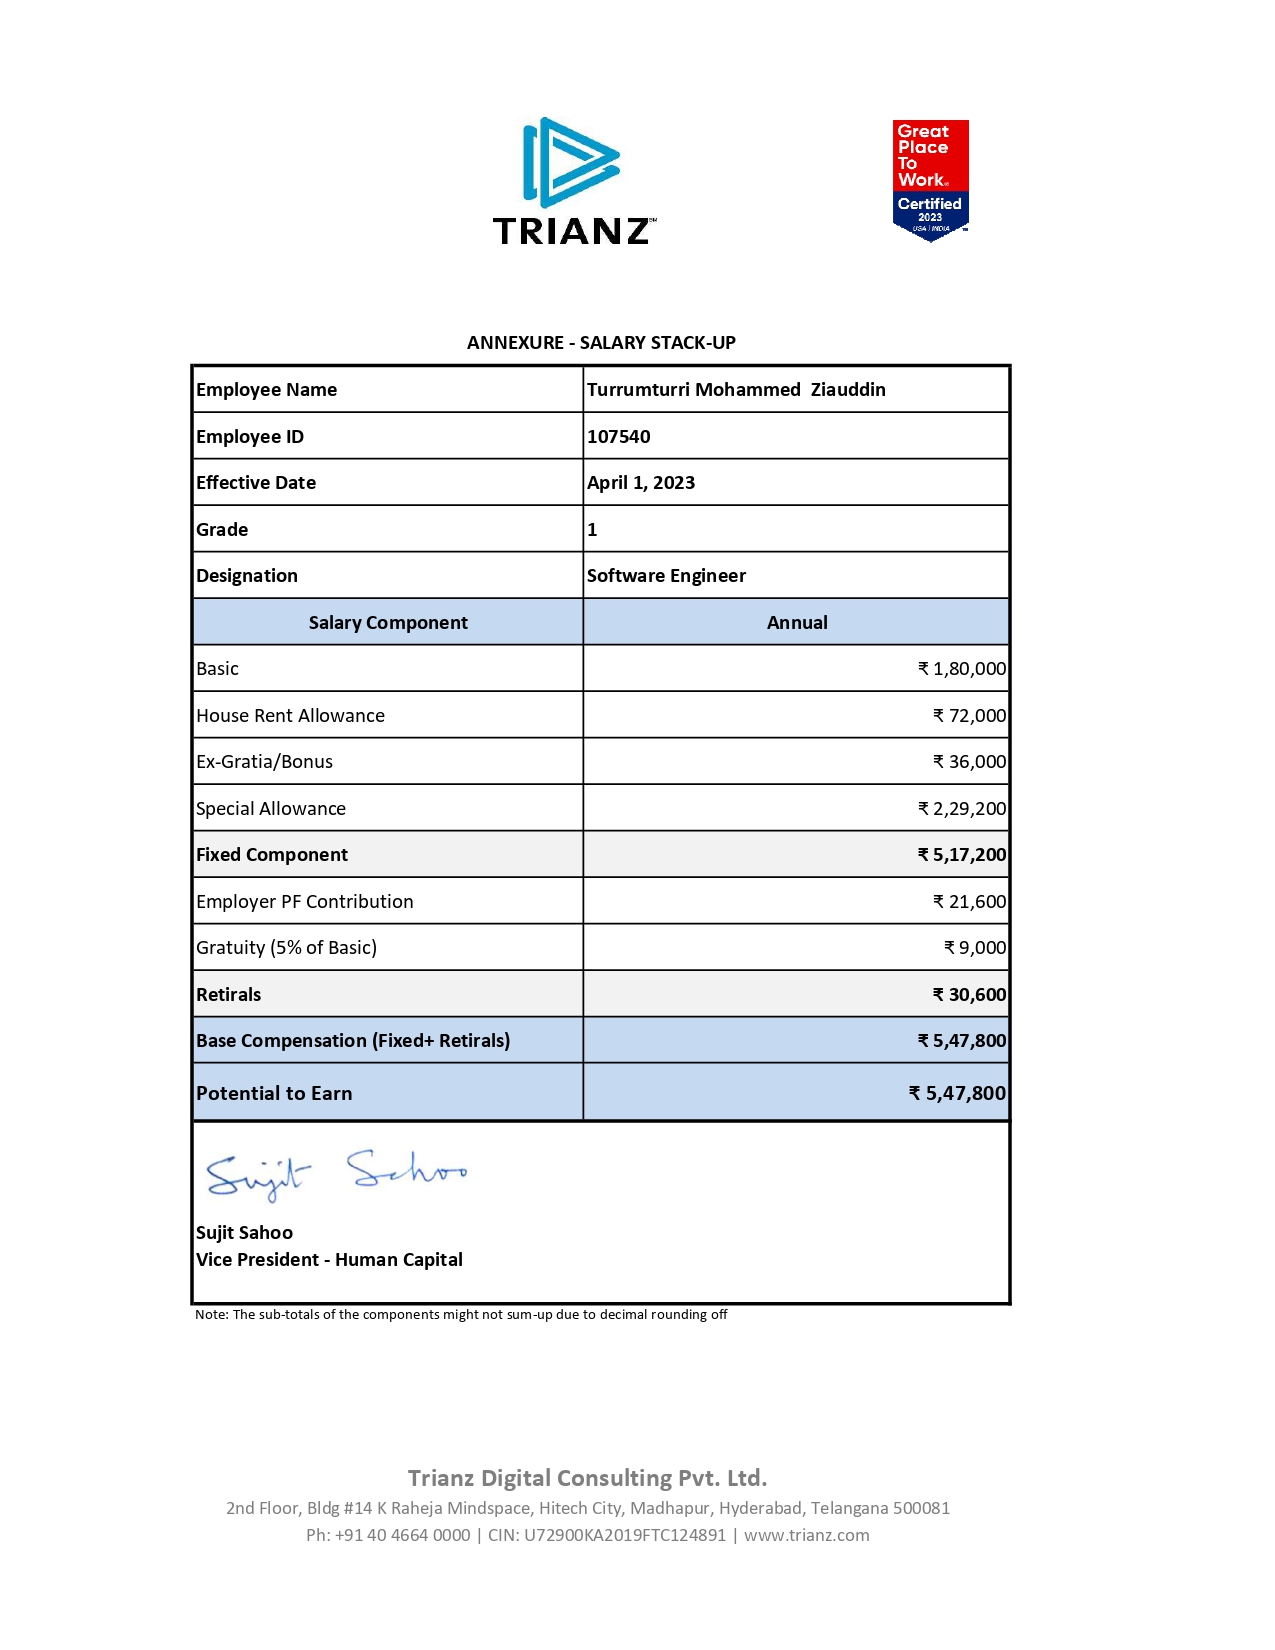 TRIANZ SM
Great
Place
To
Work®
Certified
2023
USA | INDIA
TM
ANNEXURE - SALARY STACK-UP
Employee Name Turrumturri Mohammed Ziauddin
Employee ID 107540
Effective Date April 1, 2023
Grade 1
Designation Software Engineer
Salary Component Annual
Basic ₹ 1,80,000
House Rent Allowance ₹ 72,000
Ex-Gratia/Bonus ₹ 36,000
Special Allowance ₹ 2,29,200
Fixed Component ₹ 5,17,200
Employer PF Contribution ₹ 21,600
Gratuity (5% of Basic) ₹ 9,000
Retirals ₹ 30,600
Base Compensation (Fixed+ Retirals) ₹ 5,47,800
Potential to Earn ₹ 5,47,800
Sujit Sahoo
Sujit Sahoo
Vice President - Human Capital
Note: The sub-totals of the components might not sum-up due to decimal rounding off
Trianz Digital Consulting Pvt. Ltd.
2nd Floor, Bldg #14 K Raheja Mindspace, Hitech City, Madhapur, Hyderabad, Telangana 500081
Ph: +91 40 4664 0000 | CIN: U72900KA2019FTC124891 | www.trianz.com